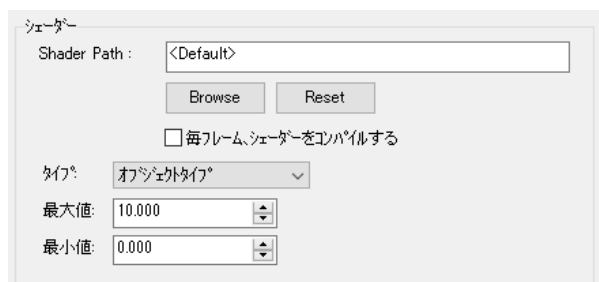 シェーダー
Shader Path : <Default>
Browse Reset
毎フレーム、シェーダーをコンパイルする
タイプ: オブジェクトタイプ
最大値: 10.000
最小値: 0.000